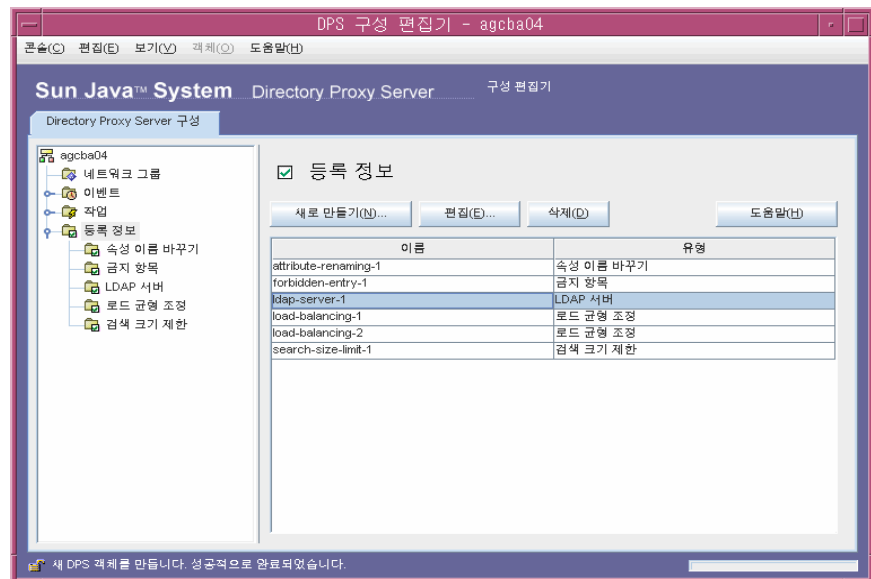 DPS 구성 편집기 - agcba04
콘솔(C) 편집(E) 보기(V) 객체(O) 도움말(H)
Sun Java™ System Directory Proxy Server 구성 편집기
Directory Proxy Server 구성
agcba04
네트워크 그룹
이벤트
작업
등록 정보
속성 이름 바꾸기
금지 항목
LDAP 서버
로드 균형 조정
검색 크기 제한
등록 정보
새로 만들기(N)... 편집(E)... 삭제(D) 도움말(H)
이름 유형
attribute-renaming-1 속성 이름 바꾸기
forbidden-entry-1 금지 항목
ldap-server-1 LDAP 서버
load-balancing-1 로드 균형 조정
load-balancing-2 로드 균형 조정
search-size-limit-1 검색 크기 제한
새 DPS 객체를 만듭니다. 성공적으로 완료되었습니다.